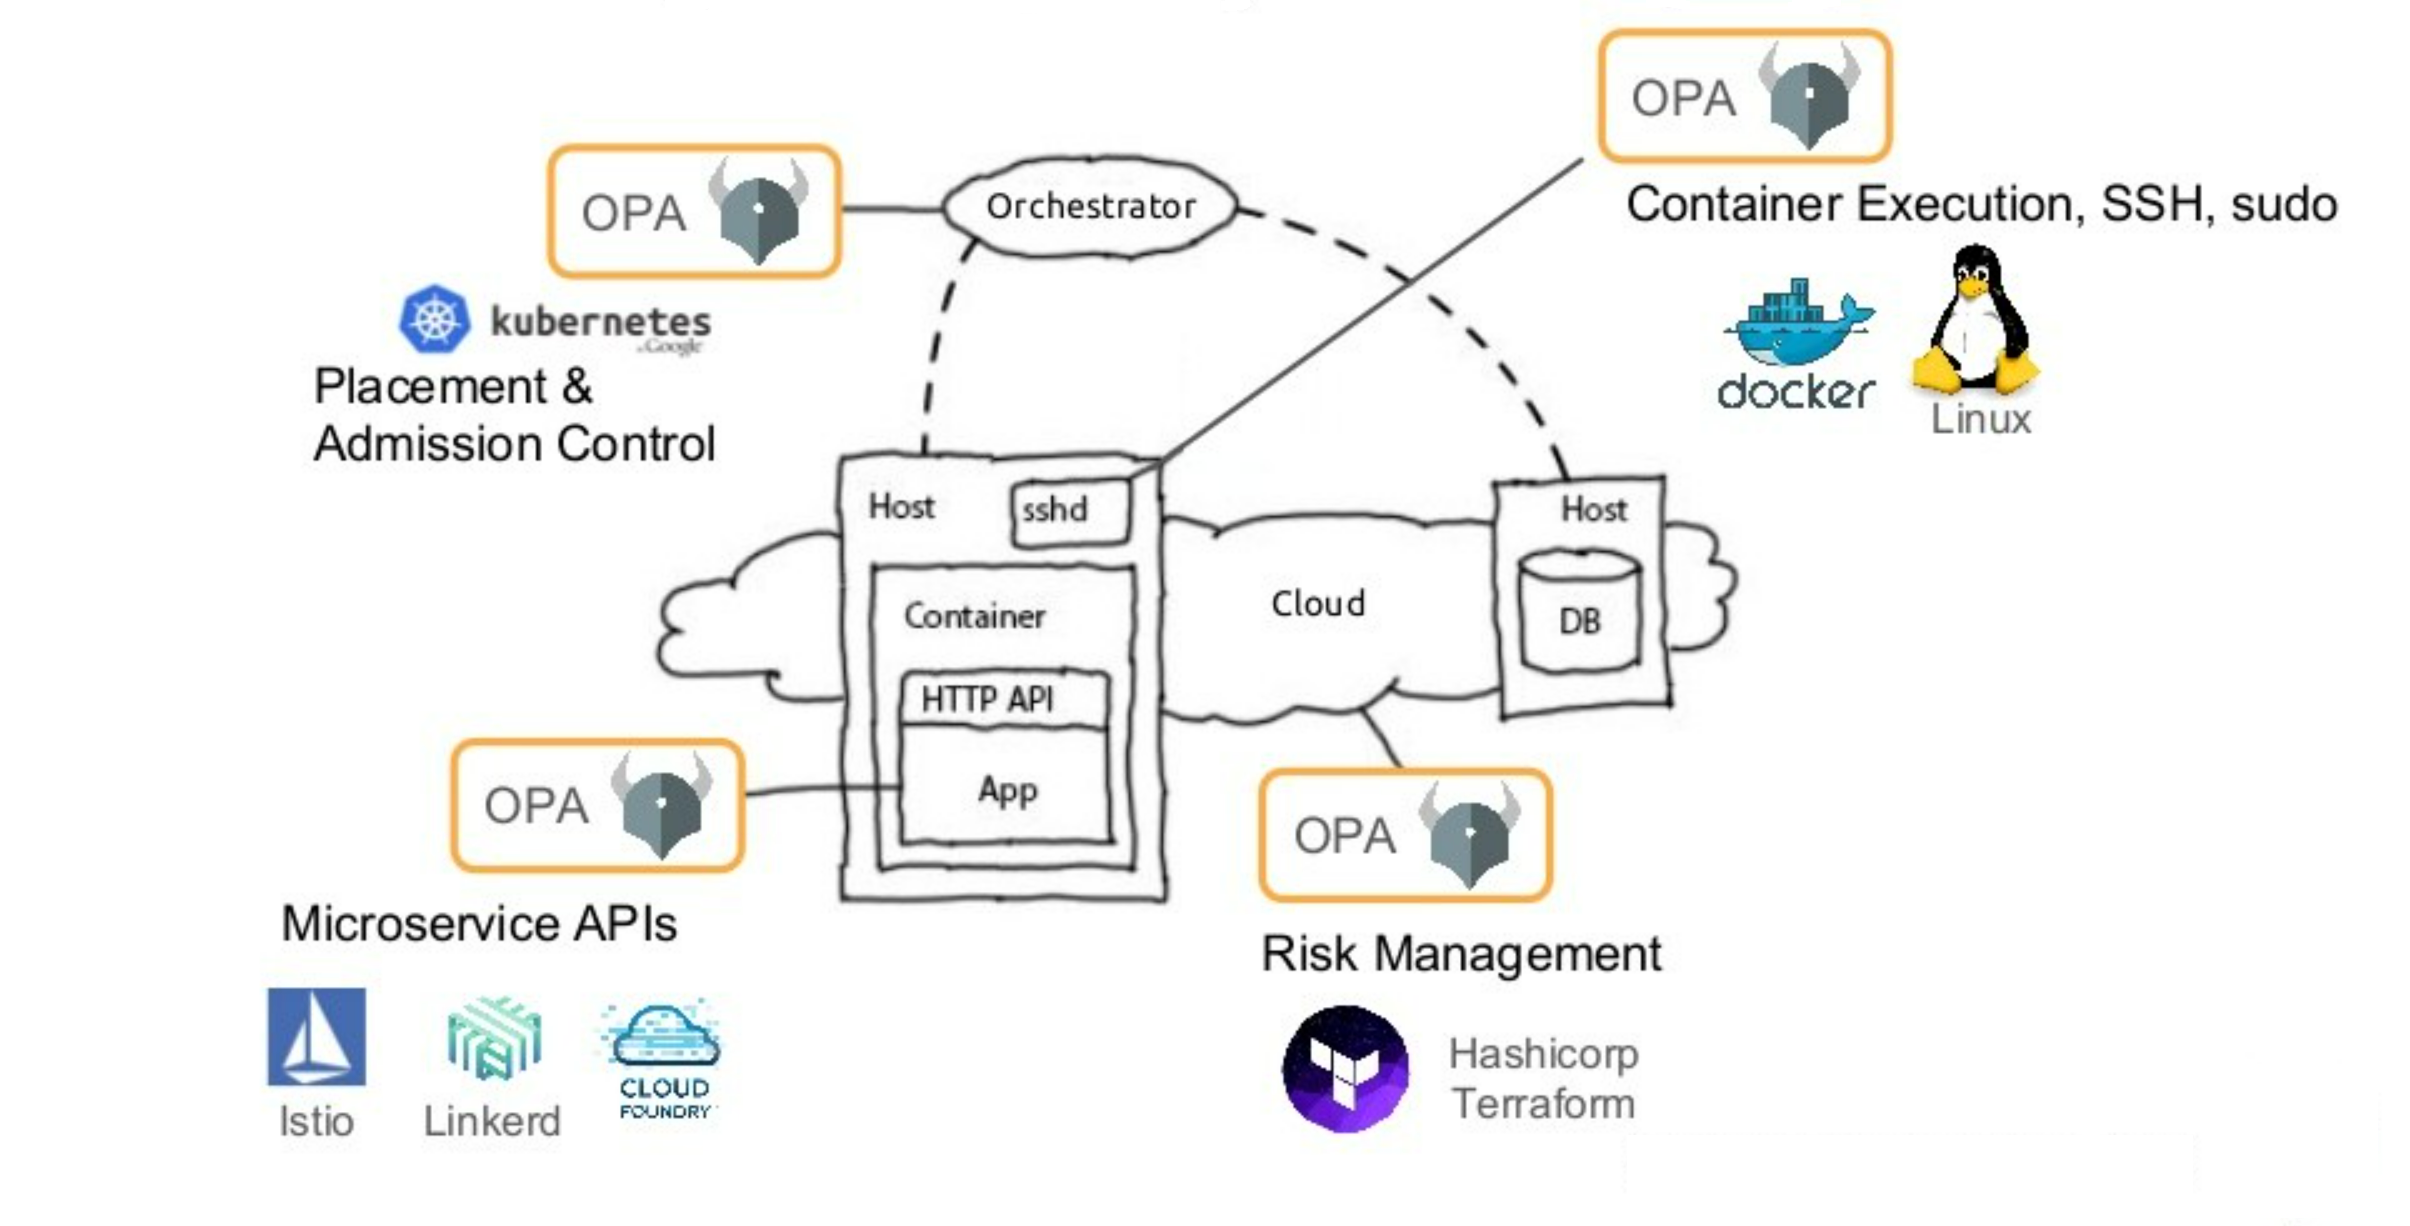 OPA
Container Execution, SSH, sudo
docker
Linux
OPA
Orchestrator
kubernetes
by Google
Placement &
Admission Control
Host
sshd
Container
HTTP API
App
Cloud
Host
DB
OPA
Microservice APIs
Istio
Linkerd
CLOUD
FOUNDRY
OPA
Risk Management
Hashicorp
Terraform